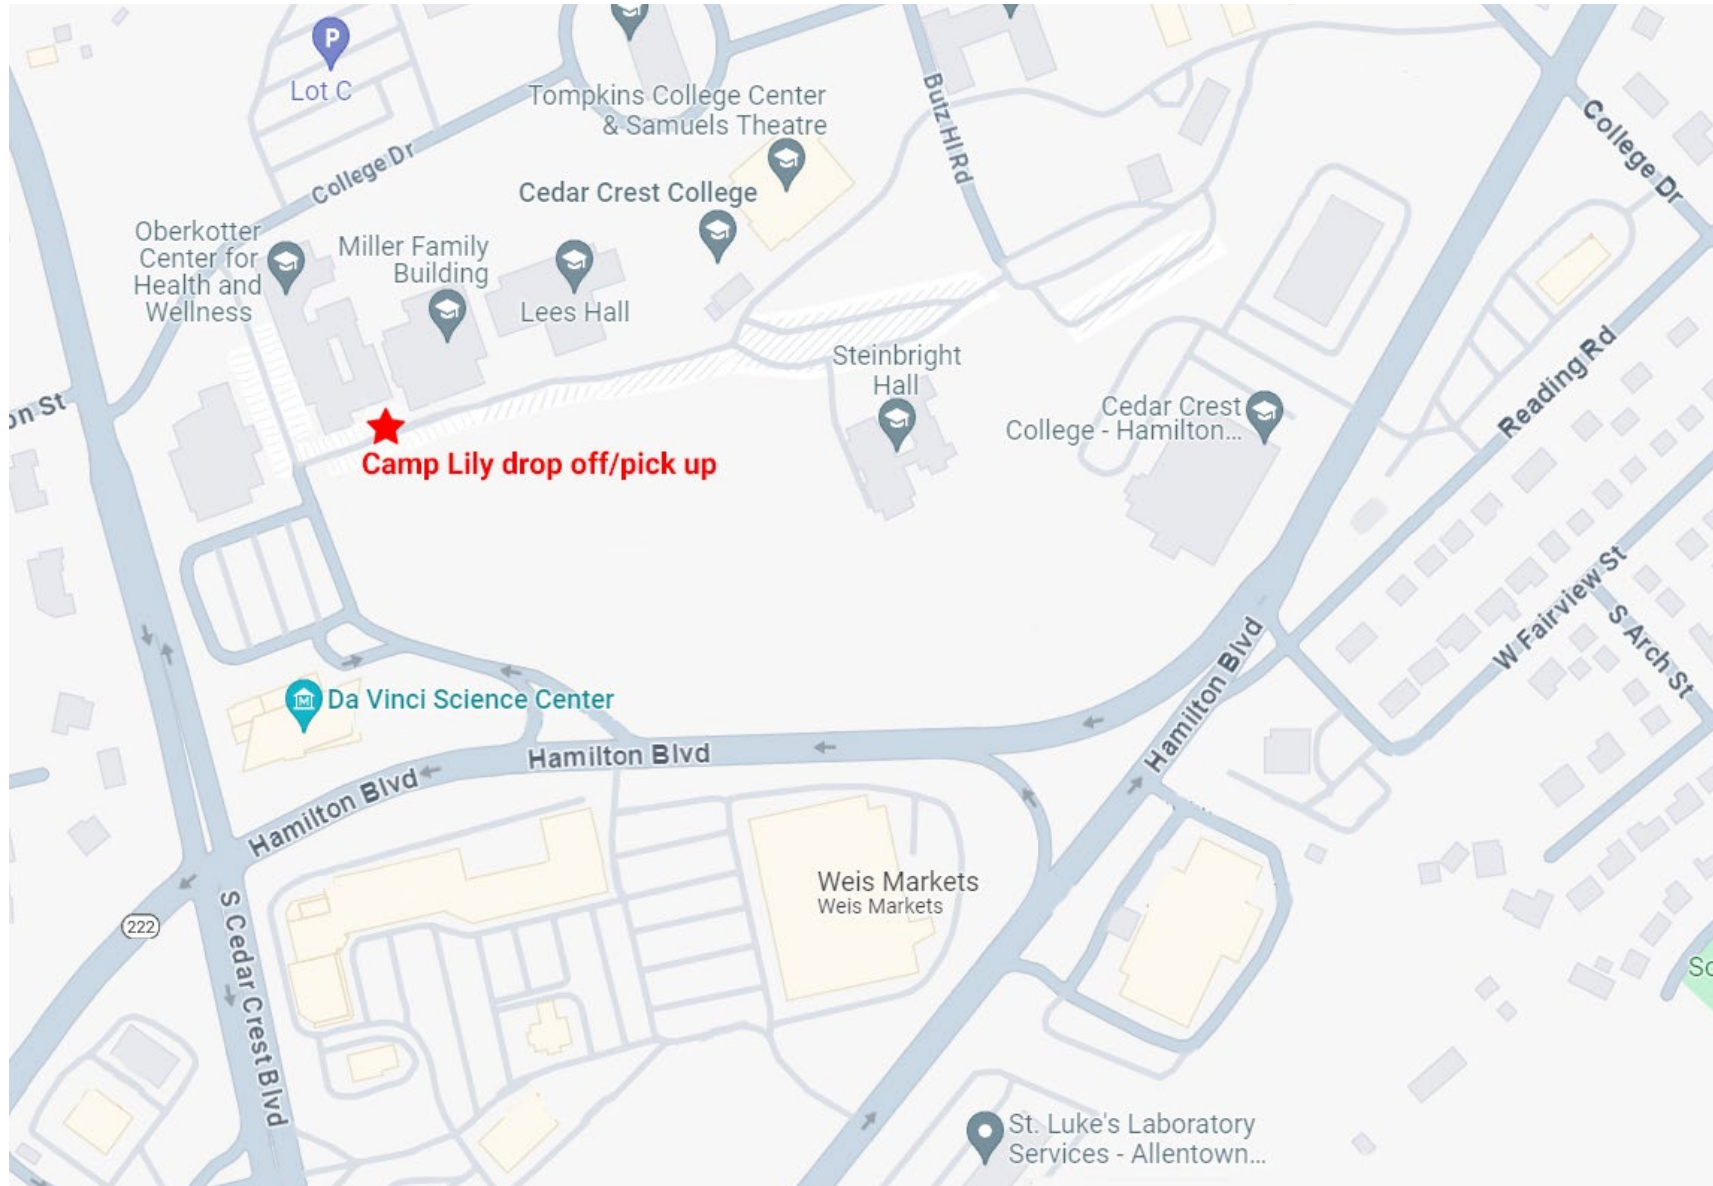 P
Lot C
Tompkins College Center
& Samuels Theatre
Butz Hl Rd
College Dr
College Dr
Cedar Crest College
Oberkotter
Center for
Health and
Wellness
Miller Family
Building
Lees Hall
Steinbright
Hall
Cedar Crest
College - Hamilton...
Reading Rd
on St
Camp Lily drop off/pick up
W Fairview St
S Arch St
Hamilton Blvd
Da Vinci Science Center
Hamilton Blvd
Hamilton Blvd
Weis Markets
Weis Markets
222
S Cedar Crest Blvd
Sc
St. Luke's Laboratory
Services - Allentown...